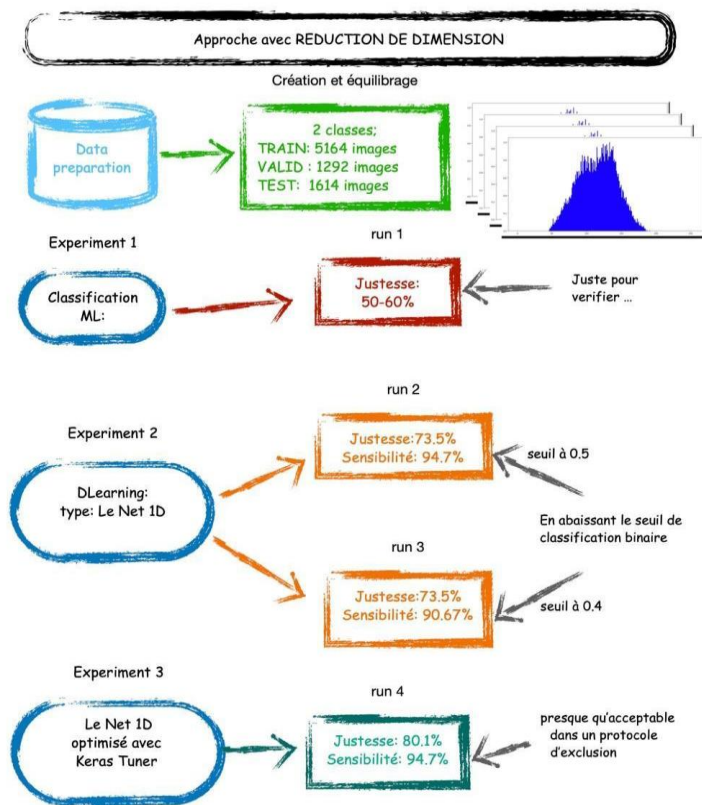 Approche avec REDUCTION DE DIMENSION
Création et équilibrage
Data
preparation
2 classes;
TRAIN: 5164 images
VALID : 1292 images
TEST: 1614 images
Experiment 1
run 1
Classification
ML:
Justesse:
50-60%
Juste pour
verifier ...
run 2
Experiment 2
Justesse:73.5%
Sensibilité: 94.7%
seuil à 0.5
DLearning:
type: Le Net 1D
En abaissant le seuil de
classification binaire
run 3
Justesse:73.5%
Sensibilité: 90.67%
seuil à 0.4
Experiment 3
run 4
Le Net 1D
optimisé avec
Keras Tuner
Justesse: 80,1%
Sensibilité: 94.7%
presque qu'acceptable
dans un protocole
d'exclusion